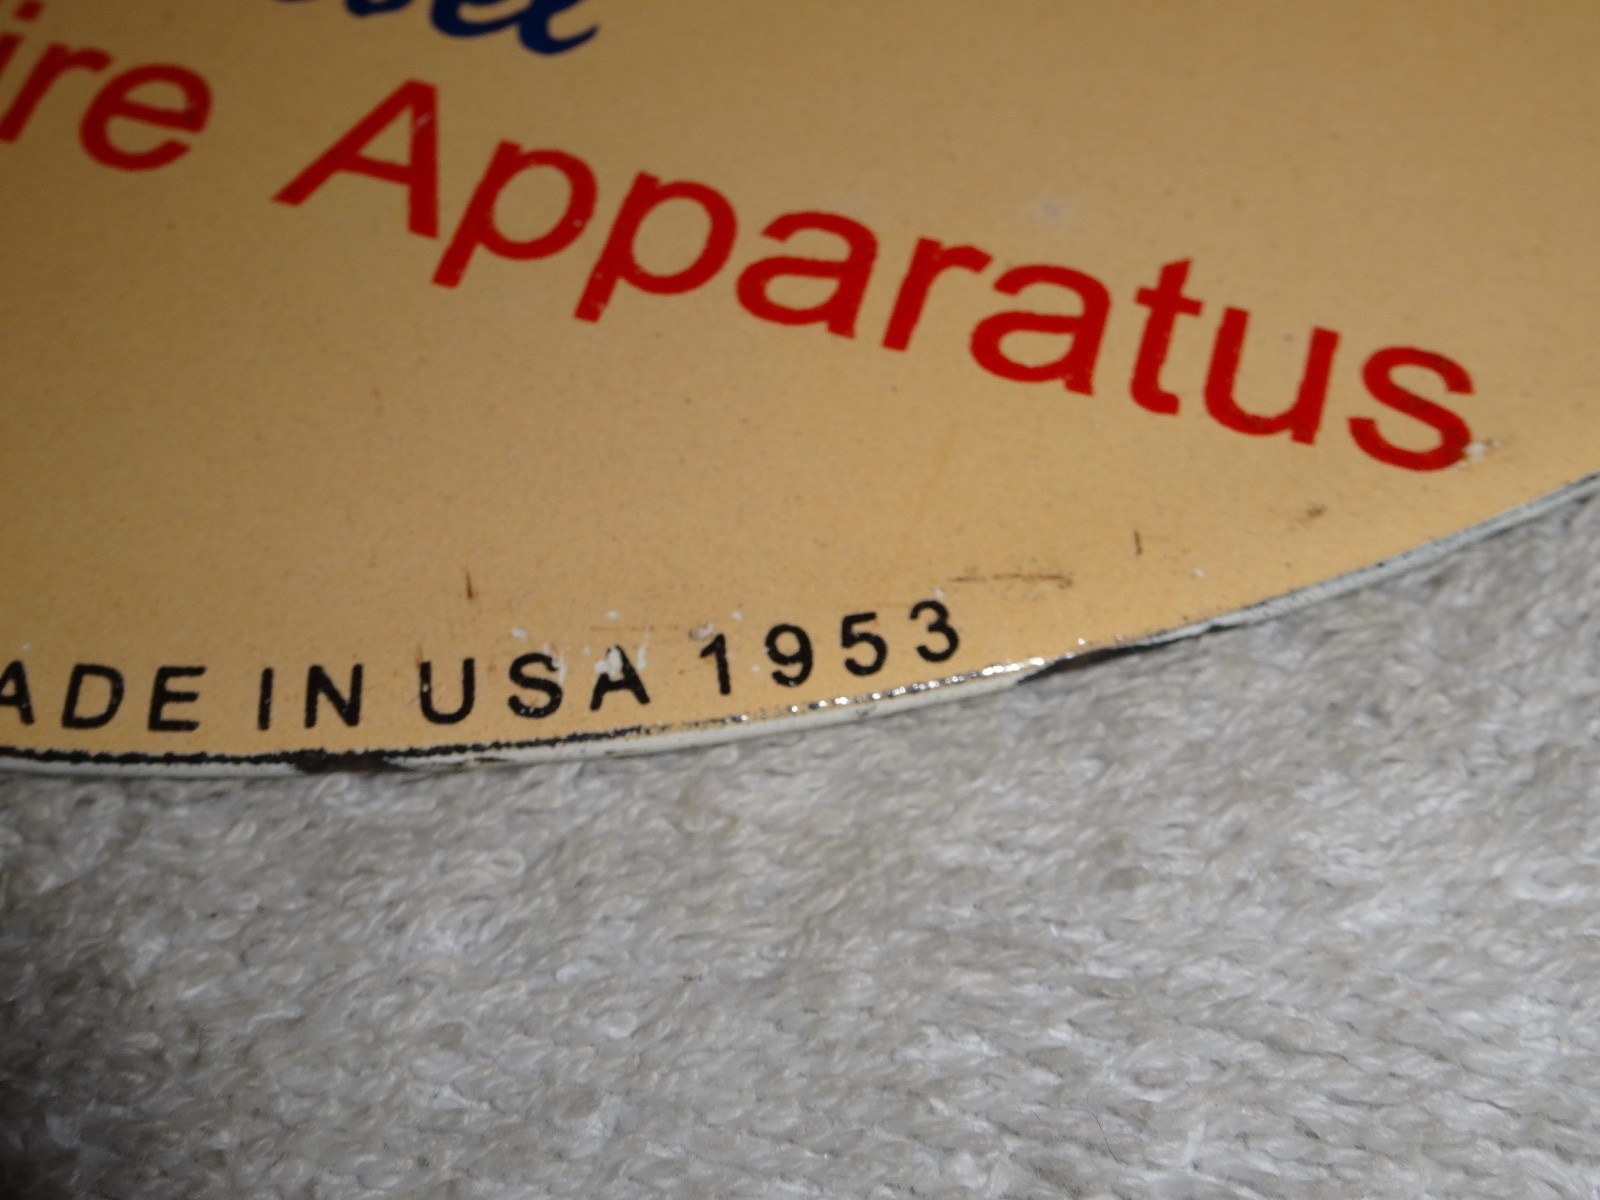 ire Apparatus
ADE IN USA 1953